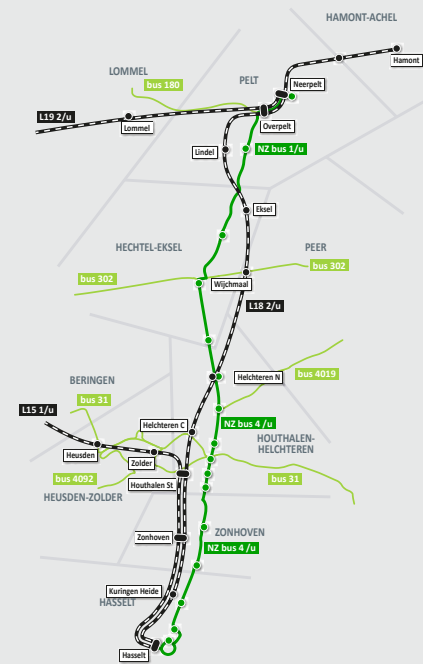 HAMONT-ACHEL
Hamont
LOMMEL
PELT
bus 180
Neerpelt
L19 2/u
Lommel
Overpelt
Lindel
NZ bus 1/u
Eksel
HECHTEL-EKSEL
PEER
bus 302
bus 302
Wijchmaal
L18 2/u
BERINGEN
Helchteren N
bus 4019
bus 31
L15 1/u
Helchteren C
NZ bus 4 /u
HOUTHALEN-
HELCHTEREN
Heusden
Zolder
bus 4092
Houthalen St
bus 31
HEUSDEN-ZOLDER
Zonhoven
ZONHOVEN
NZ bus 4 /u
Kuringen Heide
HASSELT
Hasselt